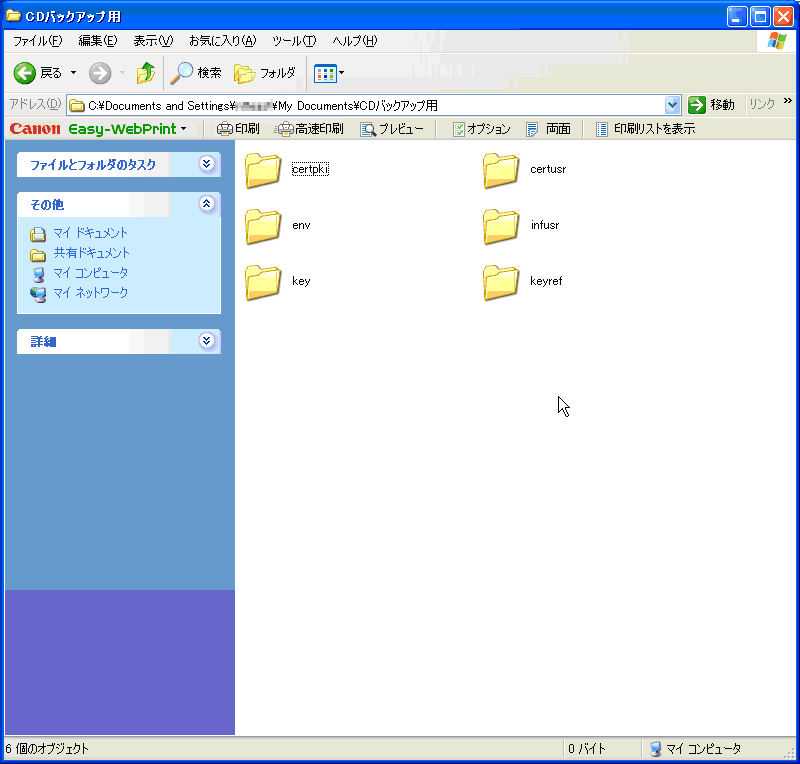 CDバックアップ用
ファイル(F) 編集(E) 表示(V) お気に入り(A) ツール(T) ヘルプ(H)
戻る 検索 フォルダ
アドレス(D) C:¥Documents and Settings¥ ¥My Documents¥CDバックアップ用 移動 リンク »
Canon Easy-WebPrint 印刷 高速印刷 プレビュー オプション 両面 印刷リストを表示
ファイルとフォルダのタスク
その他
マイ ドキュメント
共有ドキュメント
マイ コンピュータ
マイ ネットワーク
詳細
certpki certusr
env infusr
key keyref
6 個のオブジェクト 0 バイト マイ コンピュータ